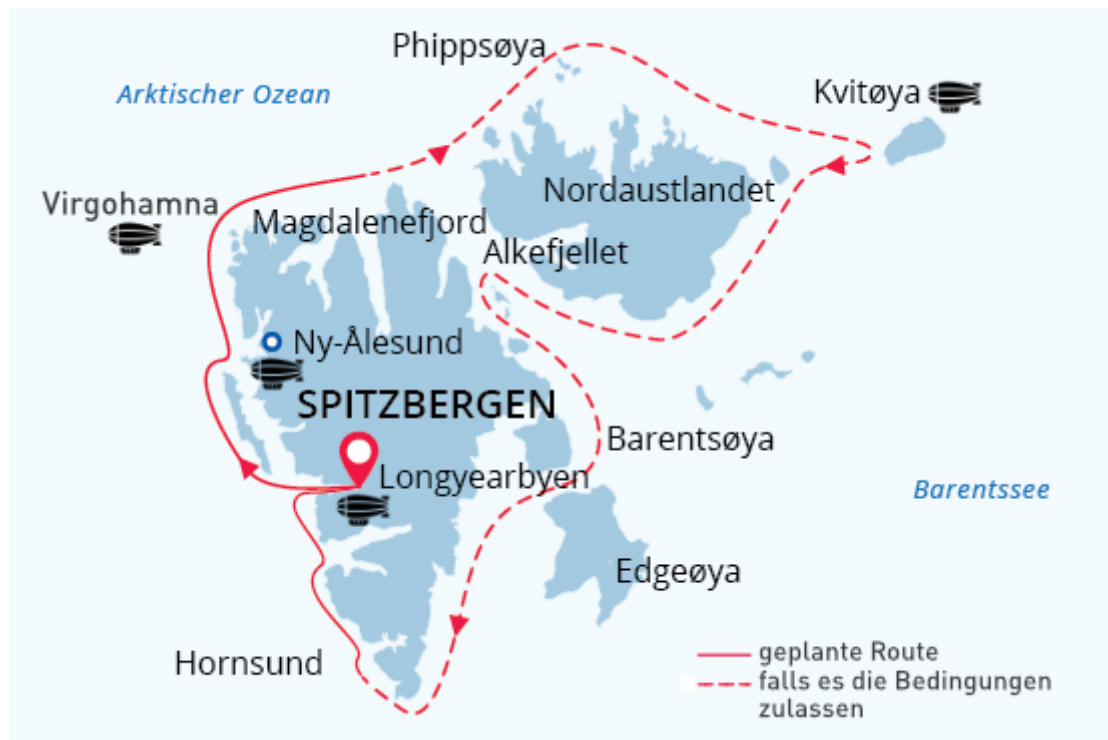 Phippsøya
Arktischer Ozean
Kvitøya
Nordaustlandet
Virgohamna
Magdalenefjord
Alkefjellet
Ny-Ålesund
SPITZBERGEN
Barentsøya
Longyearbyen
Barentssee
Edgeøya
Hornsund
geplante Route
falls es die Bedingungen
zulassen